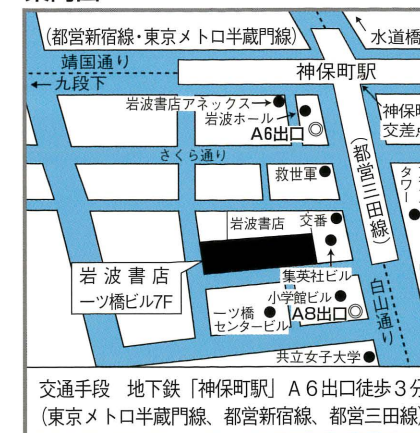 (都営新宿線・東京メトロ半蔵門線)
水道橋
靖国通り
←九段下
神保町駅
岩波書店アネックス→
岩波ホール
A6出口
神保町
交差点
さくら通り
(都営三田線)
救世軍
タワー
岩波書店
交番
岩波書店
一ツ橋ビル7F
集英社ビル
小学館ビル
A8出口
一ツ橋
センタービル
白山通り
共立女子大学
交通手段 地下鉄「神保町駅」A6出口徒歩3分
(東京メトロ半蔵門線、都営新宿線、都営三田線)